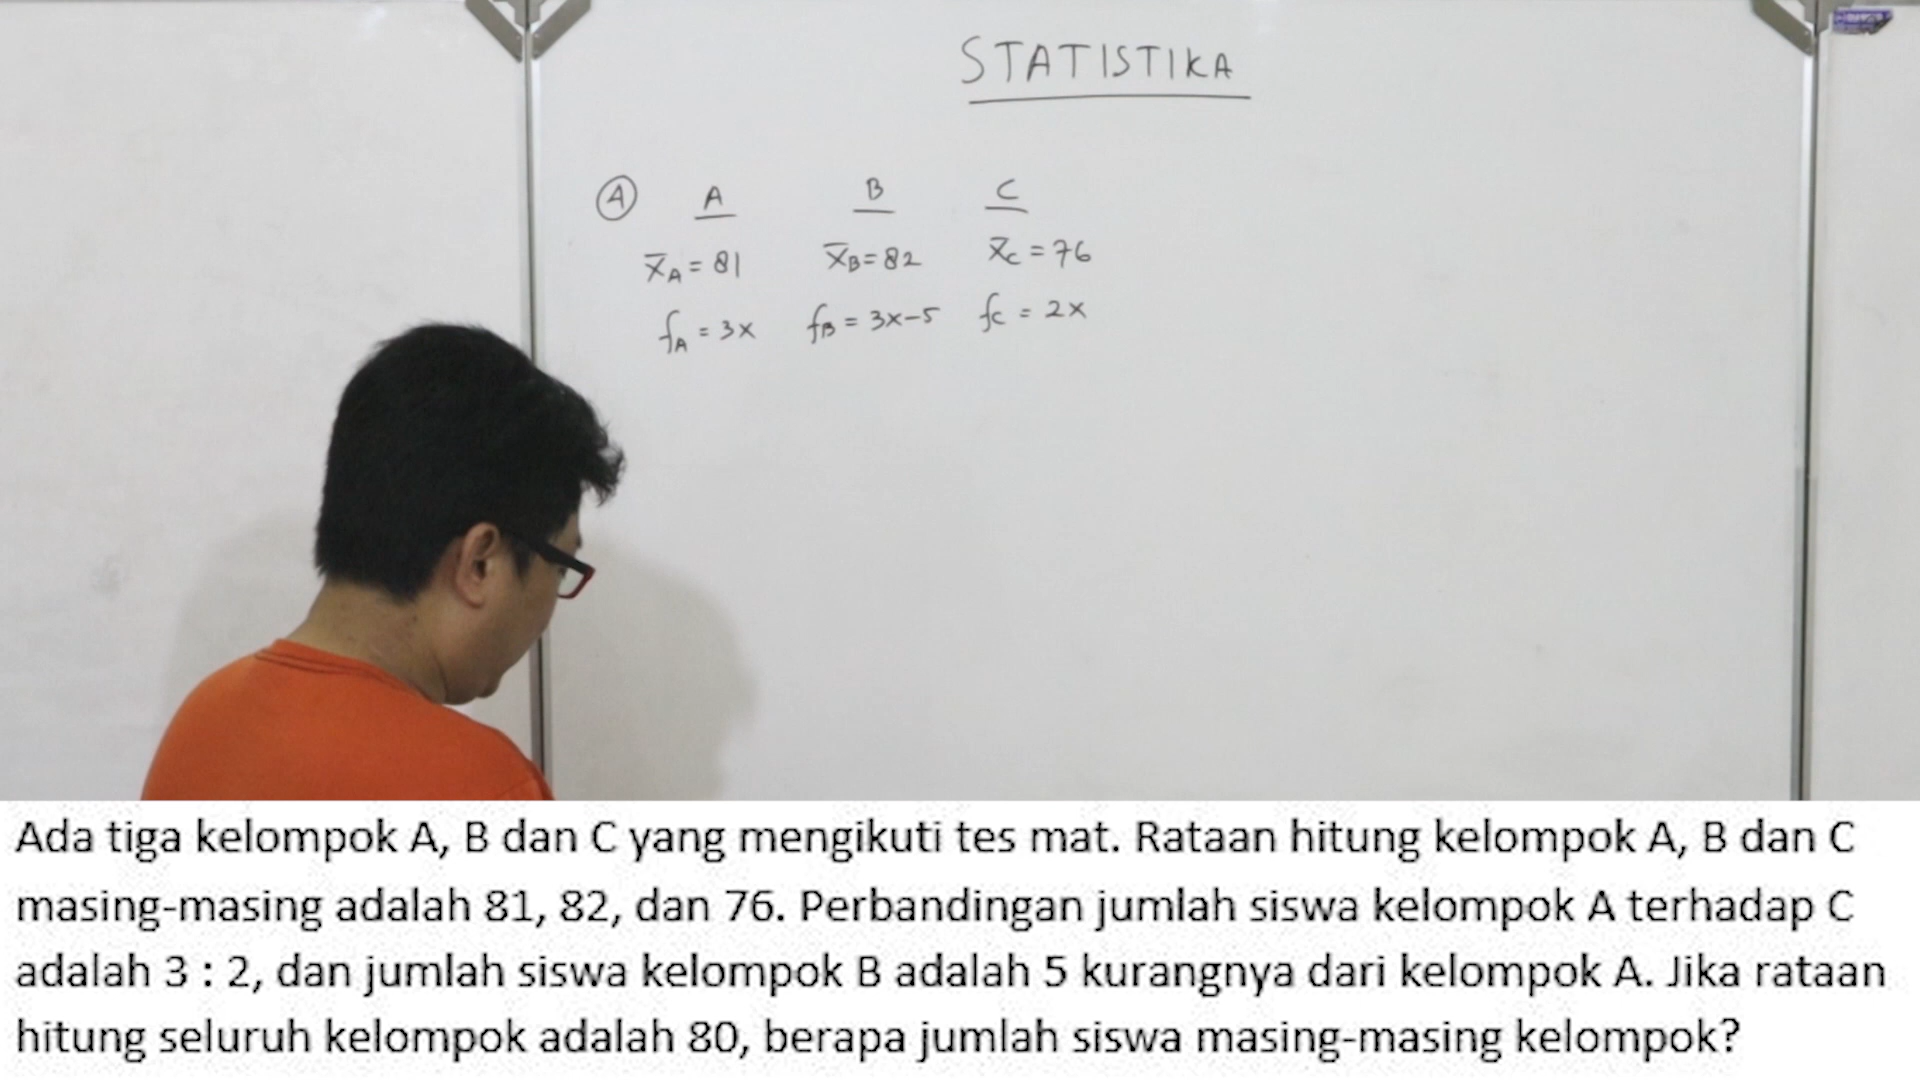 STATISTIKA
4 A B C
x̄A = 81 x̄B = 82 x̄C = 76
fA = 3x fB = 3x-5 fC = 2x
Ada tiga kelompok A, B dan C yang mengikuti tes mat. Rataan hitung kelompok A, B dan C
masing-masing adalah 81, 82, dan 76. Perbandingan jumlah siswa kelompok A terhadap C
adalah 3 : 2, dan jumlah siswa kelompok B adalah 5 kurangnya dari kelompok A. Jika rataan
hitung seluruh kelompok adalah 80, berapa jumlah siswa masing-masing kelompok?